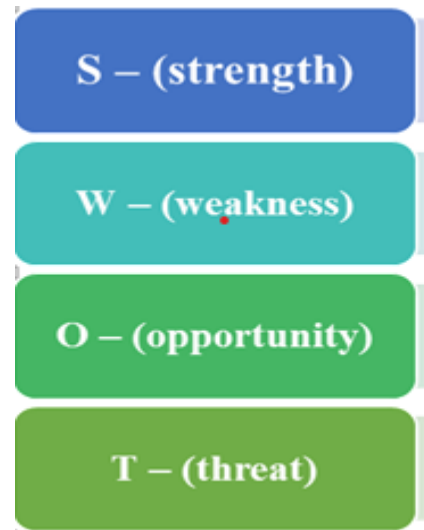 S – (strength)
W – (weakness)
O – (opportunity)
T – (threat)